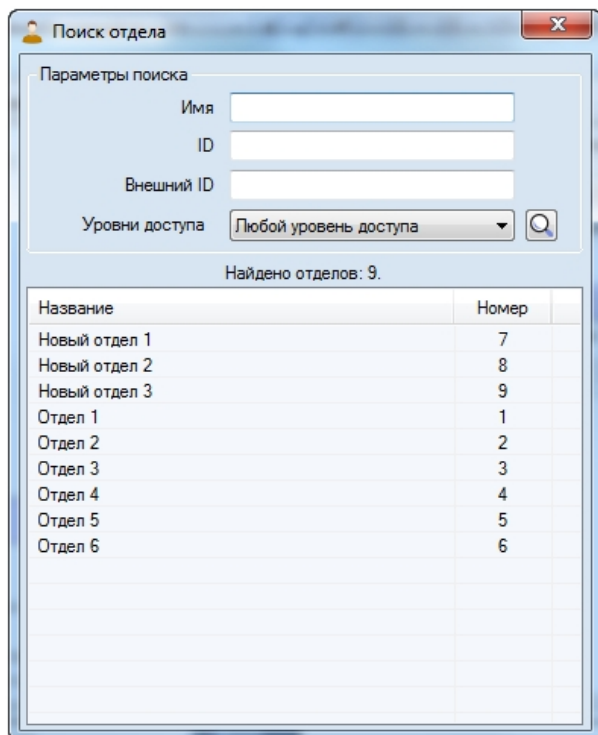 Поиск отдела
Параметры поиска
Имя
ID
Внешний ID
Уровни доступа Любой уровень доступа
Найдено отделов: 9.
Название Номер
Новый отдел 1 7
Новый отдел 2 8
Новый отдел 3 9
Отдел 1 1
Отдел 2 2
Отдел 3 3
Отдел 4 4
Отдел 5 5
Отдел 6 6